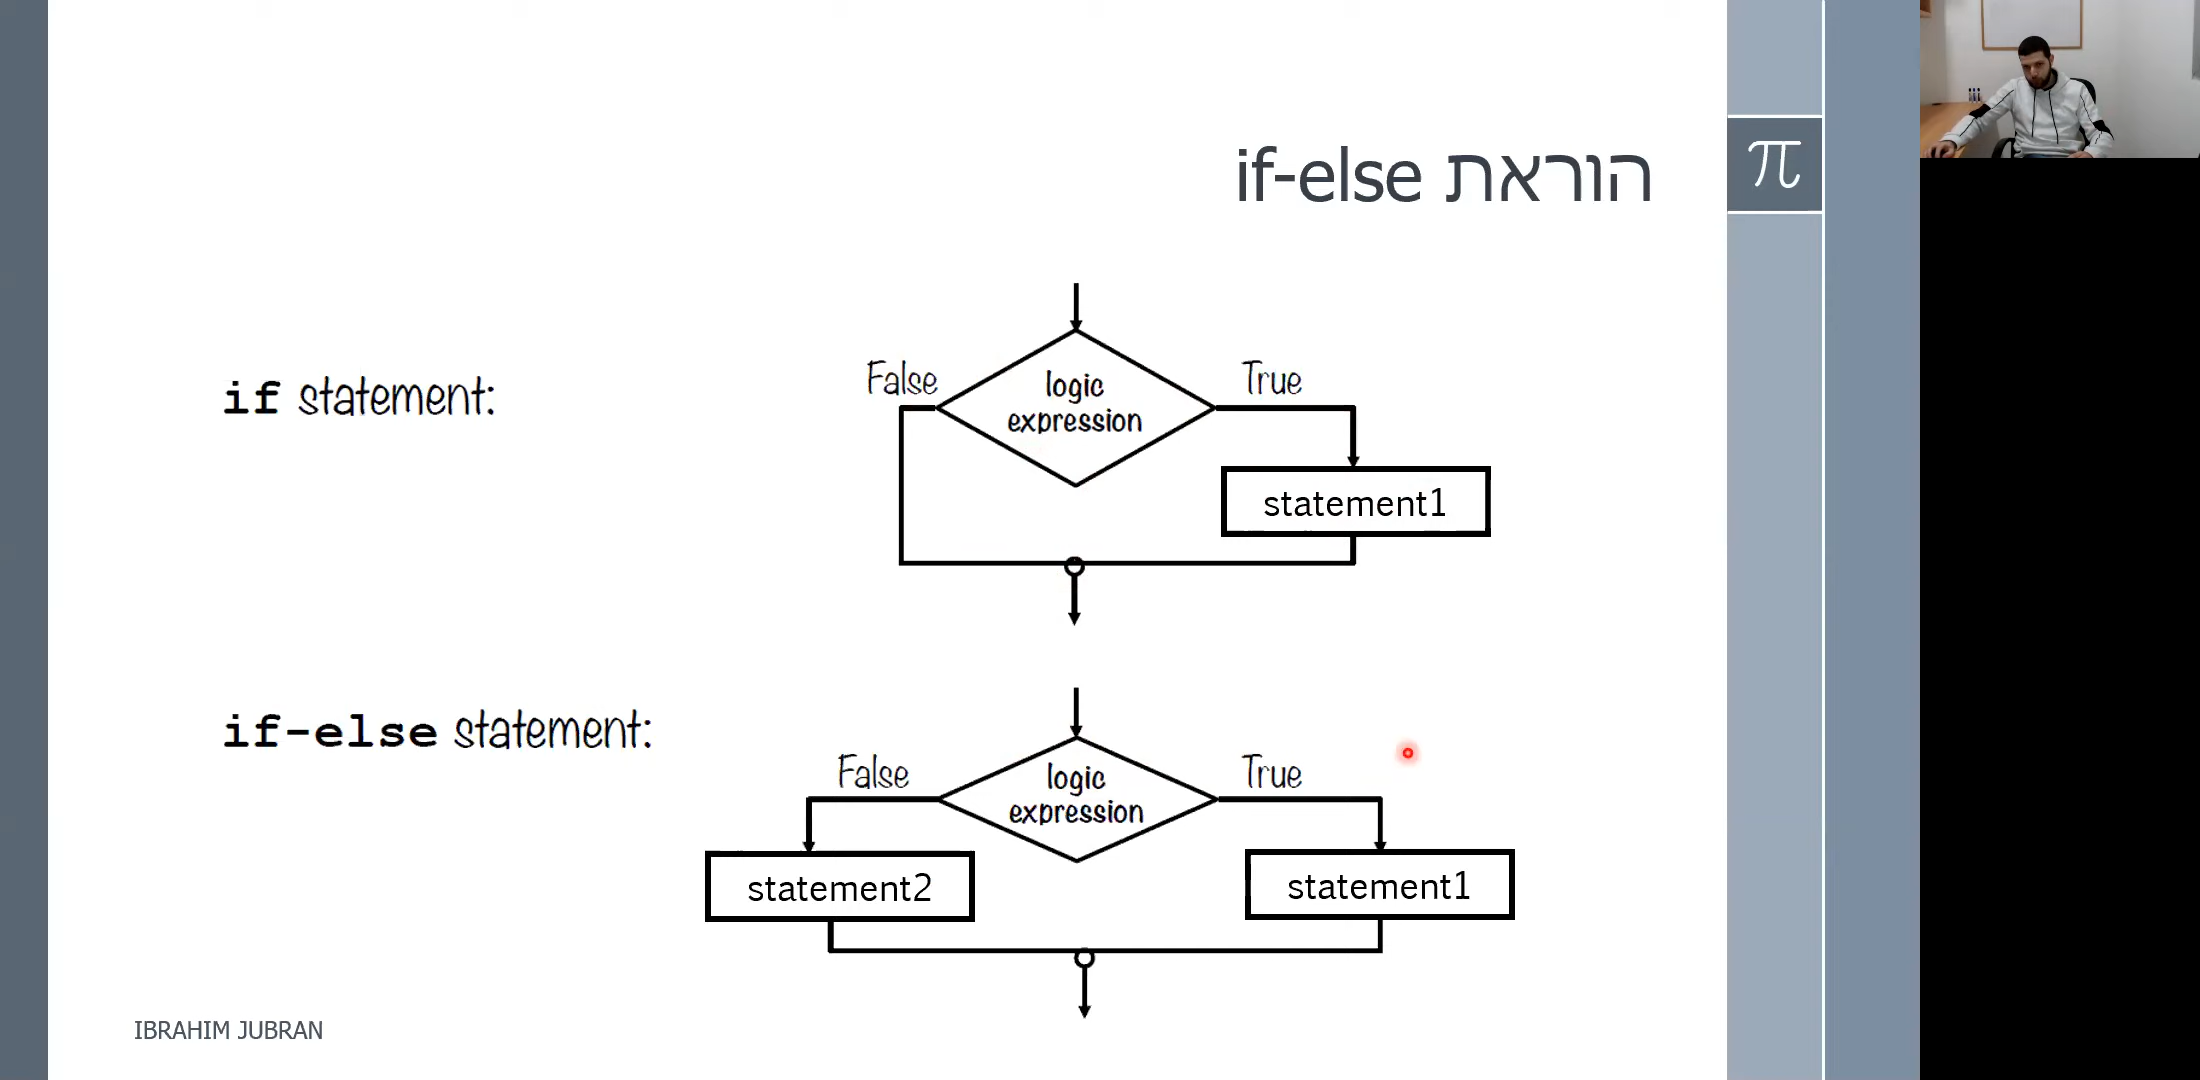 הוראת if-else
π
if statement:
False
True
logic
expression
statement1
if-else statement:
False
True
logic
expression
statement2
statement1
IBRAHIM JUBRAN